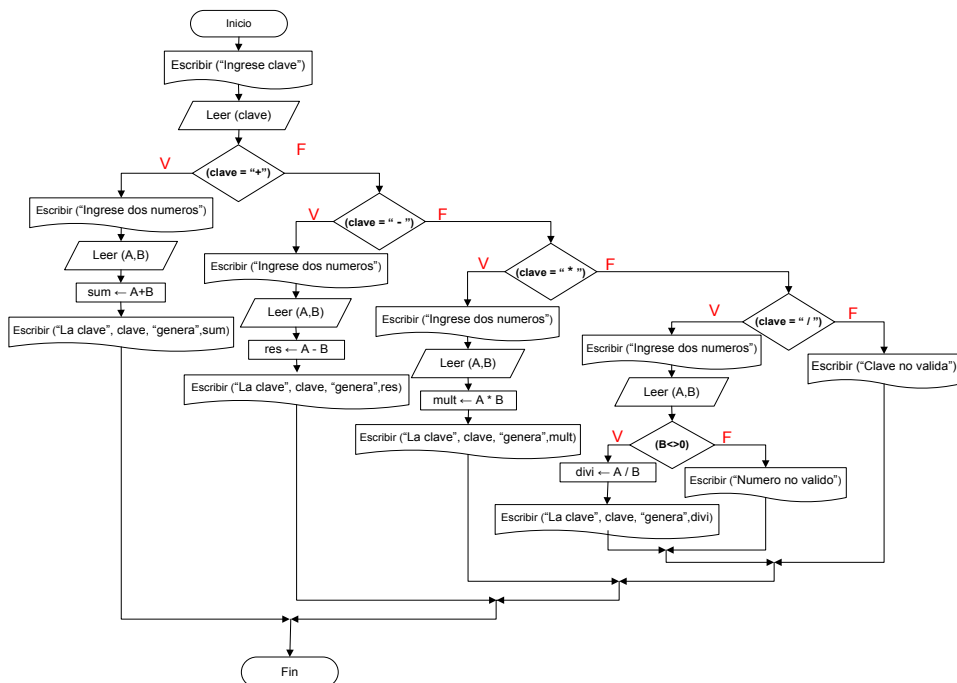 Inicio
Escribir (“Ingrese clave”)
Leer (clave)
V
F
(clave = “+”)
Escribir (“Ingrese dos numeros”)
Leer (A,B)
sum ← A+B
Escribir (“La clave”, clave, “genera”,sum)
V
F
(clave = “ - ”)
Escribir (“Ingrese dos numeros”)
Leer (A,B)
res ← A - B
Escribir (“La clave”, clave, “genera”,res)
V
F
(clave = “ * ”)
Escribir (“Ingrese dos numeros”)
Leer (A,B)
mult ← A * B
Escribir (“La clave”, clave, “genera”,mult)
V
F
(clave = “ / ”)
Escribir (“Ingrese dos numeros”)
Leer (A,B)
Escribir (“Clave no valida”)
V
F
(B<>0)
divi ← A / B
Escribir (“Numero no valido”)
Escribir (“La clave”, clave, “genera”,divi)
Fin